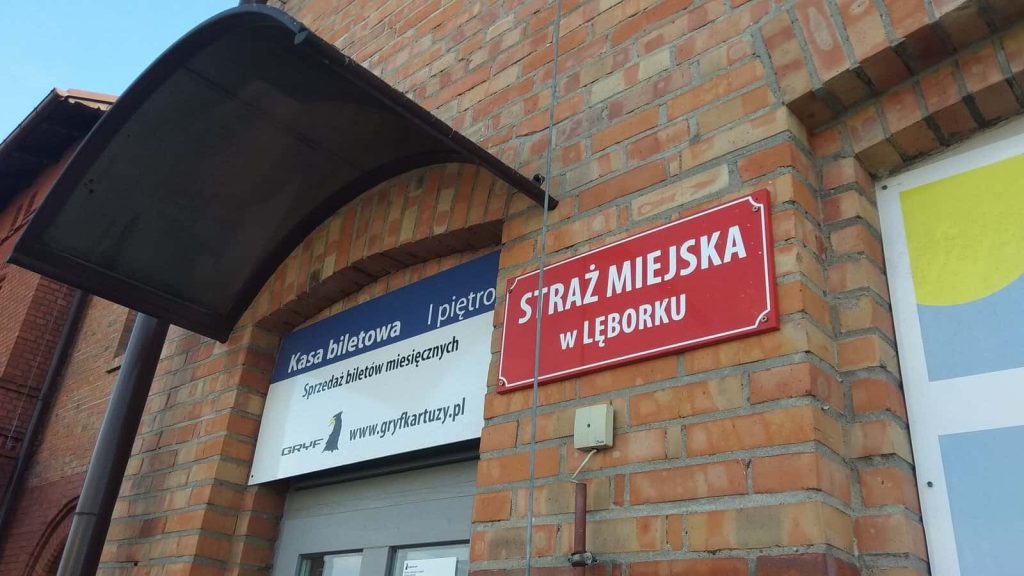 Kasa biletowa I piętro
Sprzedaż biletów miesięcznych
GRYF www.gryfkartuzy.pl
STRAŻ MIEJSKA
w LĘBORKU